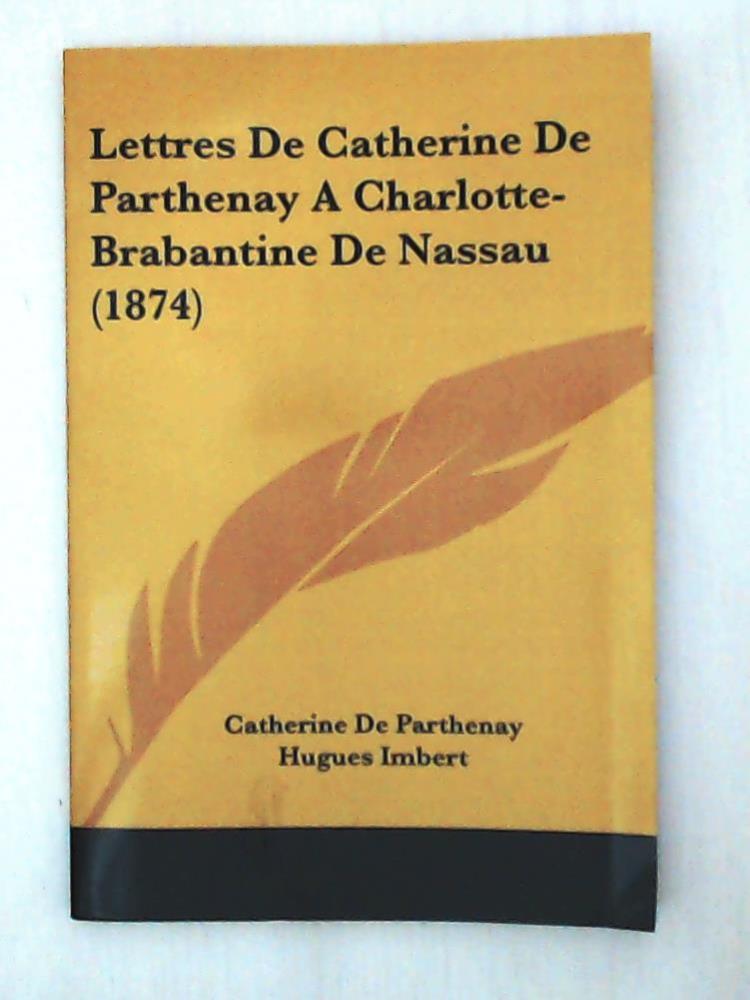 Lettres De Catherine De
Parthenay A Charlotte-
Brabantine De Nassau
(1874)
Catherine De Parthenay
Hugues Imbert